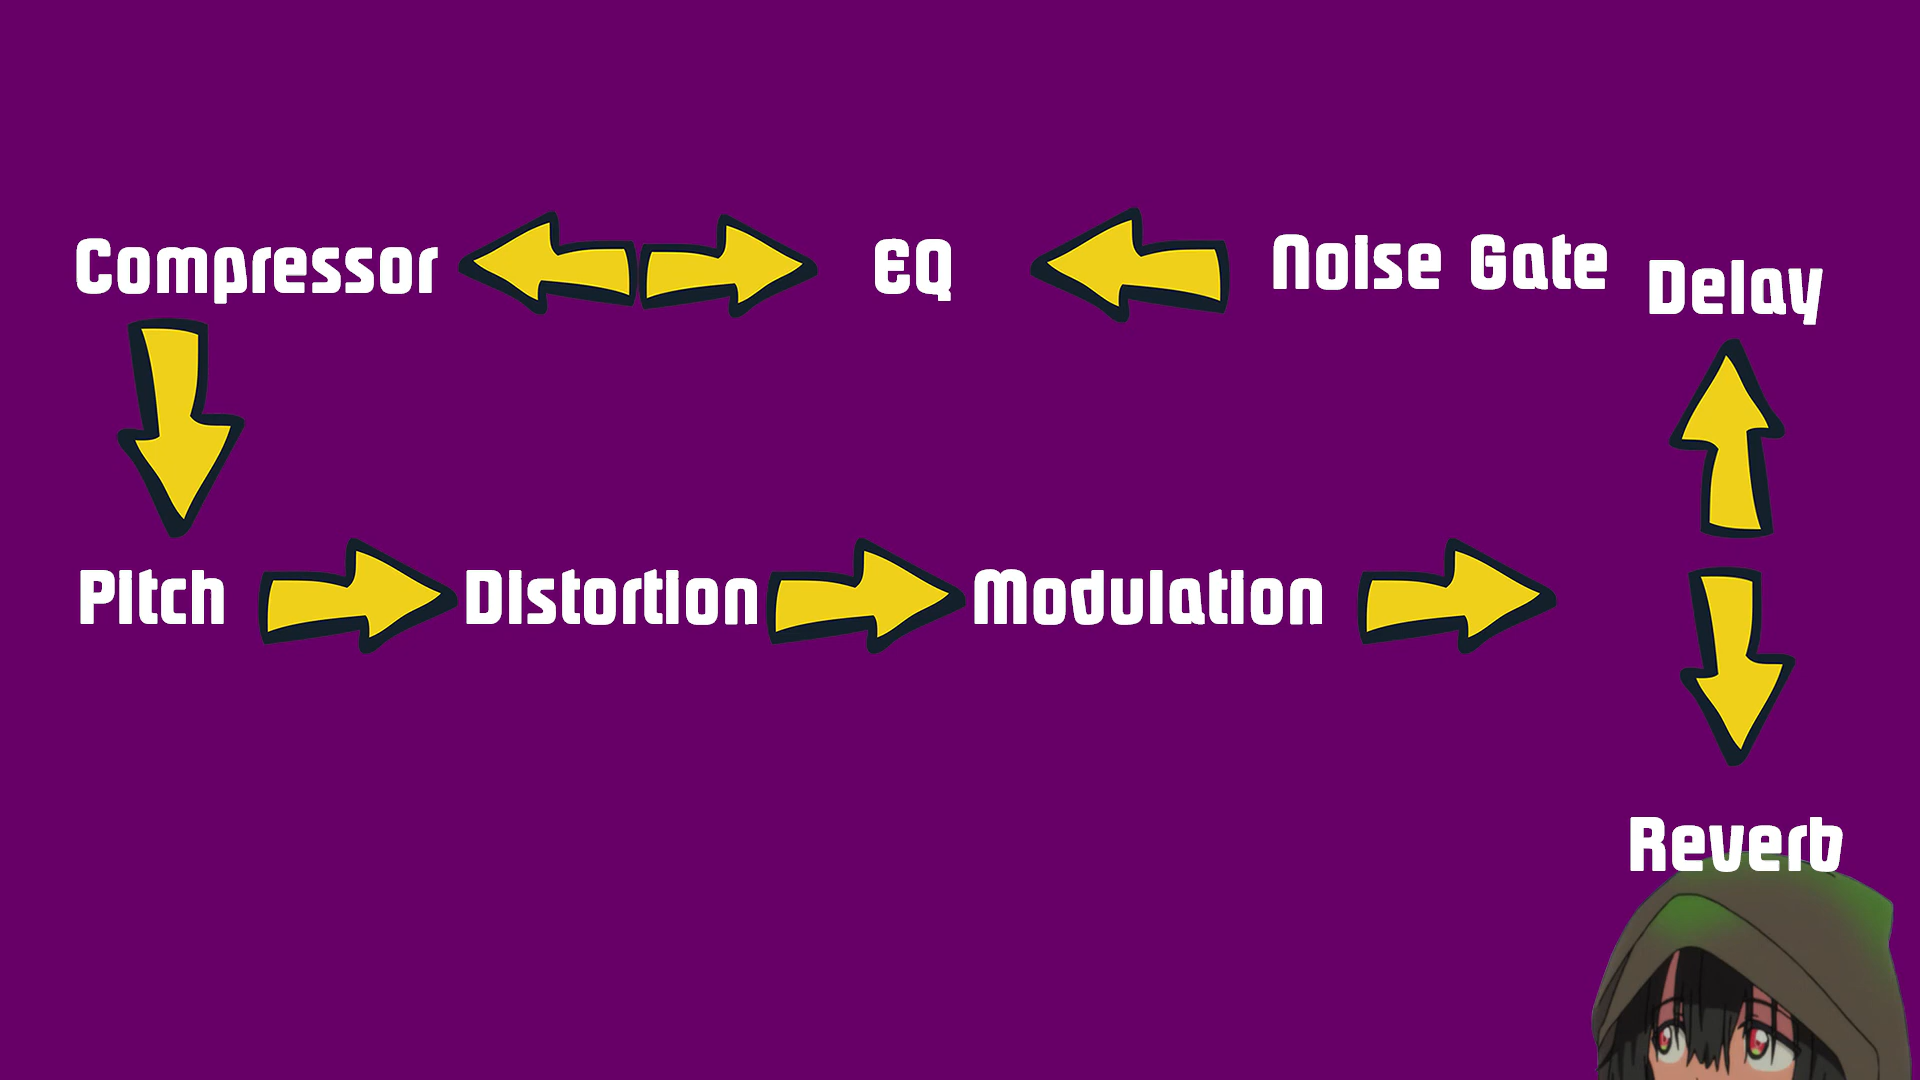 Compressor
EQ
Noise Gate
Delay
Pitch
Distortion
Modulation
Reverb